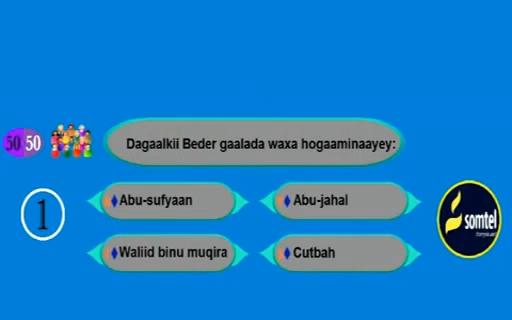 50 50
Dagaalkii Beder gaalada waxa hogaaminaayey:
1
Abu-sufyaan
Abu-jahal
Waliid binu muqira
Cutbah
somtel